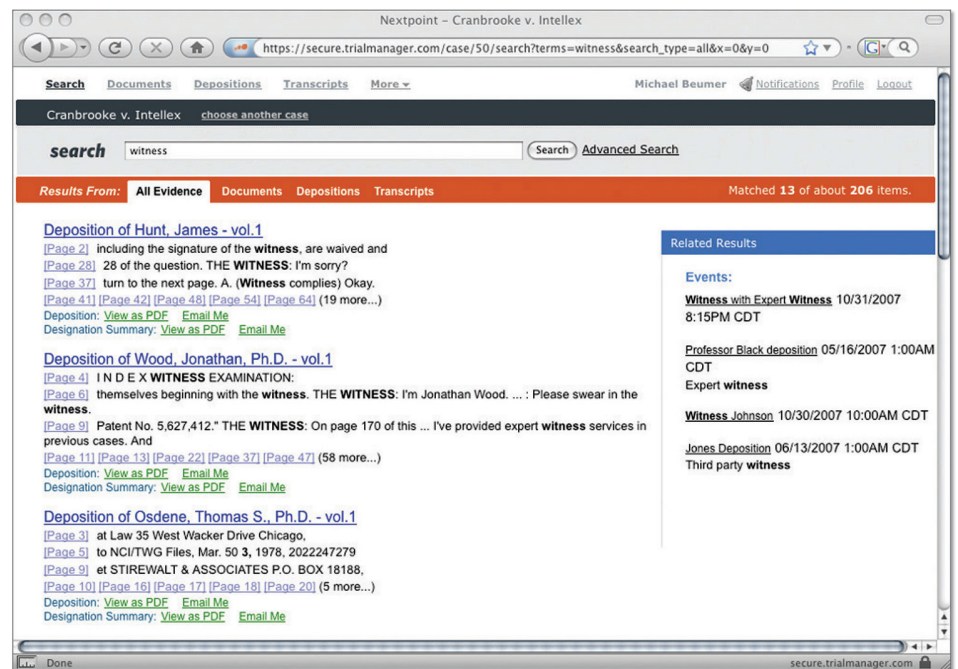 Nextpoint – Cranbrooke v. Intellex
https://secure.trialmanager.com/case/50/search?terms=witness&search_type=all&x=0&y=0
Search Documents Depositions Transcripts More Michael Beumer Notifications Profile Logout
Cranbrooke v. Intellex choose another case
search witness Search Advanced Search
Results From: All Evidence Documents Depositions Transcripts Matched 13 of about 206 items.
Deposition of Hunt, James - vol.1
[Page 2] including the signature of the witness, are waived and
[Page 28] 28 of the question. THE WITNESS: I'm sorry?
[Page 37] turn to the next page. A. (Witness complies) Okay.
[Page 41] [Page 42] [Page 48] [Page 54] [Page 64] (19 more...)
Deposition: View as PDF Email Me
Designation Summary: View as PDF Email Me
Deposition of Wood, Jonathan, Ph.D. - vol.1
[Page 4] I N D E X WITNESS EXAMINATION:
[Page 6] themselves beginning with the witness. THE WITNESS: I'm Jonathan Wood. ... : Please swear in the
witness.
[Page 9] Patent No. 5,627,412." THE WITNESS: On page 170 of this ... I've provided expert witness services in
previous cases. And
[Page 11] [Page 13] [Page 22] [Page 37] [Page 47] (58 more...)
Deposition: View as PDF Email Me
Designation Summary: View as PDF Email Me
Deposition of Osdene, Thomas S., Ph.D. - vol.1
[Page 3] at Law 35 West Wacker Drive Chicago,
[Page 5] to NCI/TWG Files, Mar. 50 3, 1978, 2022247279
[Page 9] et STIREWALT & ASSOCIATES P.O. BOX 18188,
[Page 10] [Page 16] [Page 17] [Page 18] [Page 20] (5 more...)
Deposition: View as PDF Email Me
Designation Summary: View as PDF Email Me
Related Results
Events:
Witness with Expert Witness 10/31/2007
8:15PM CDT
Professor Black deposition 05/16/2007 1:00AM
CDT
Expert witness
Witness Johnson 10/30/2007 10:00AM CDT
Jones Deposition 06/13/2007 1:00AM CDT
Third party witness
Done secure.trialmanager.com